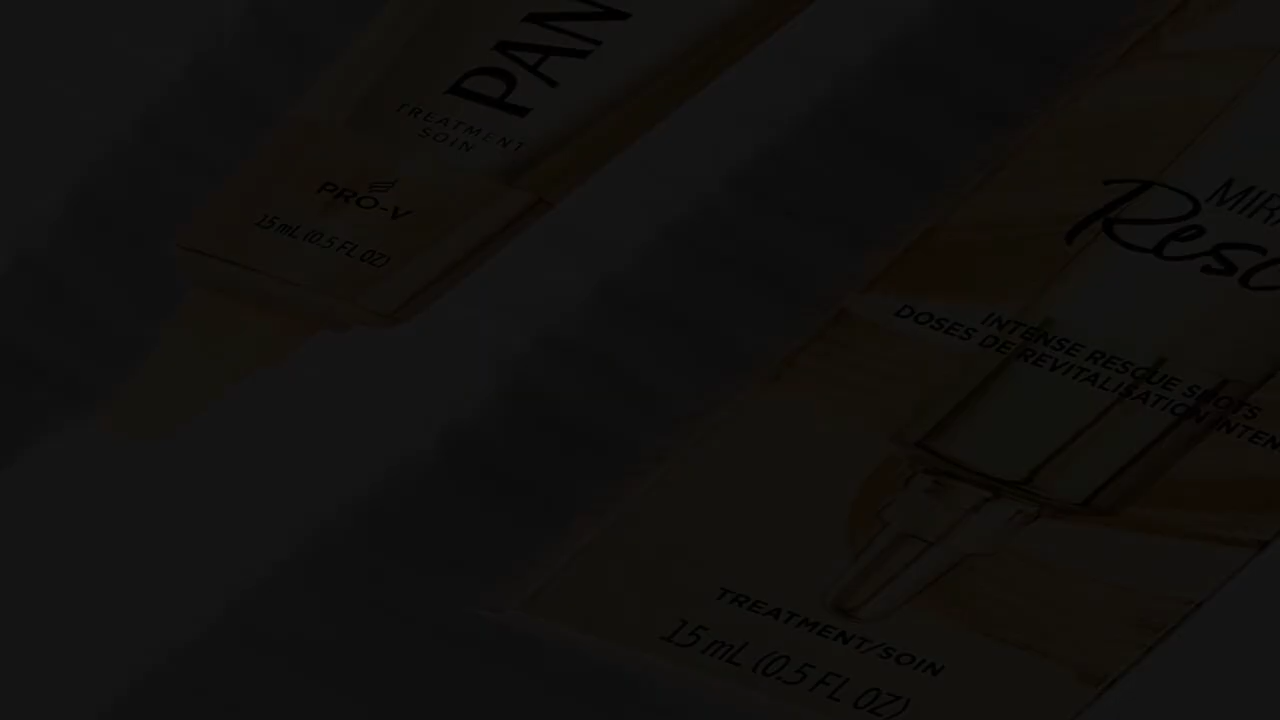 PAN
TREATMENT
SOIN
PRO-V
15 mL (0.5 FL OZ)
MIRA
Resc
INTENSE RESCUE SHOTS
DOSES DE REVITALISATION INTEN
TREATMENT/SOIN
15 mL (0.5 FL OZ)